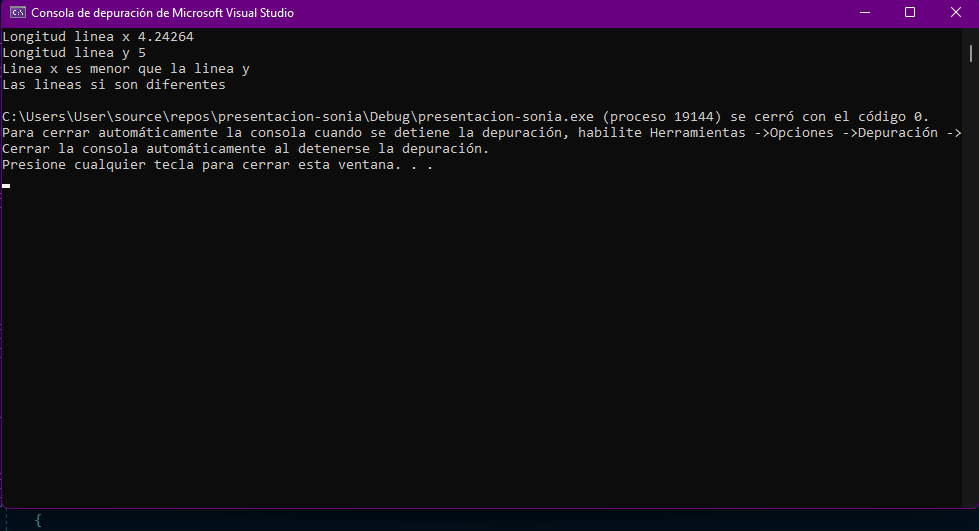 Consola de depuración de Microsoft Visual Studio
Longitud linea x 4.24264
Longitud linea y 5
Linea x es menor que la linea y
Las lineas si son diferentes
C:\Users\User\source\repos\presentacion-sonia\Debug\presentacion-sonia.exe (proceso 19144) se cerró con el código 0.
Para cerrar automáticamente la consola cuando se detiene la depuración, habilite Herramientas ->Opciones ->Depuración ->
Cerrar la consola automáticamente al detenerse la depuración.
Presione cualquier tecla para cerrar esta ventana. . .
{